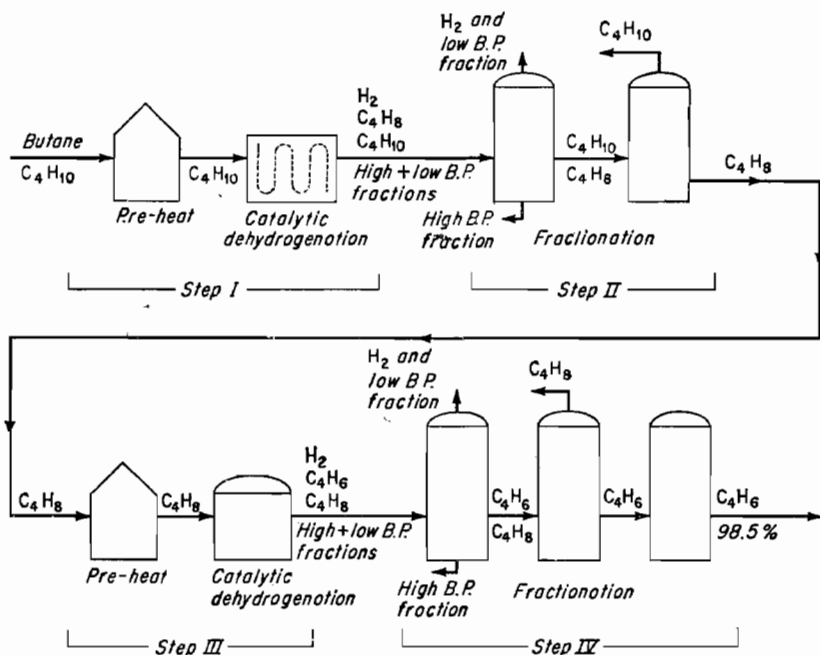 Butane
C₄H₁₀
Pre-heat
C₄H₁₀
Catalytic
dehydrogenotion
H₂
C₄H₈
C₄H₁₀
High + low B.P.
fractions
H₂ and
low B.P.
fraction
High B.P.
fraction
C₄H₁₀
C₄H₈
C₄H₁₀
Fraclionation
C₄H₈
Step I
Step II
C₄H₈
Pre-heat
C₄H₈
Catalytic
dehydrogenotion
H₂
C₄H₆
C₄H₈
High+low B.P.
fractions
H₂ and
low B.P.
fraction
High B.P.
froction
C₄H₆
C₄H₈
C₄H₈
Fractionotion
C₄H₆
C₄H₆
98.5%
Step III
Step IV